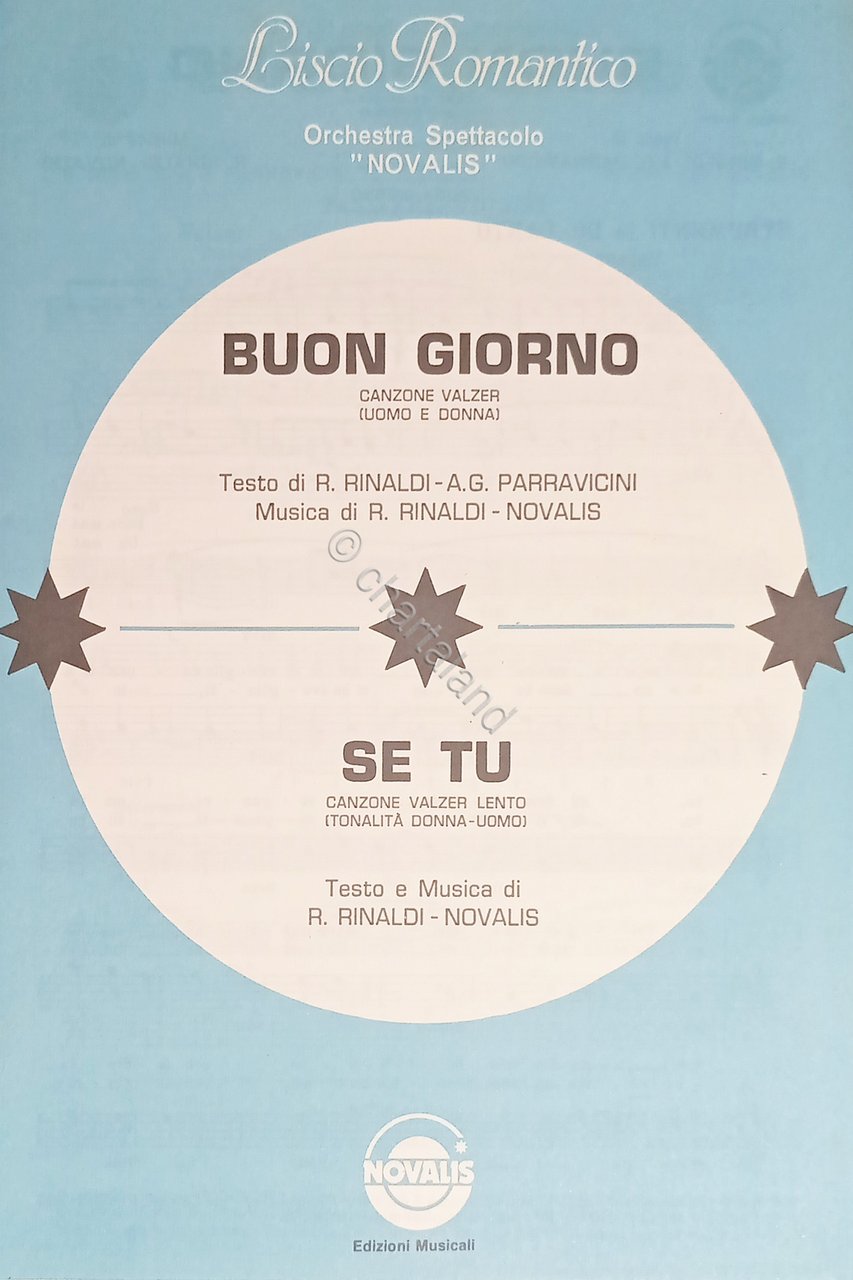 Liscio Romantico
Orchestra Spettacolo
"NOVALIS"
BUON GIORNO
CANZONE VALZER
(UOMO E DONNA)
Testo di R. RINALDI - A.G. PARRAVICINI
Musica di R. RINALDI - NOVALIS
© chartaland
SE TU
CANZONE VALZER LENTO
(TONALITÀ DONNA-UOMO)
Testo e Musica di
R. RINALDI - NOVALIS
NOVALIS
Edizioni Musicali